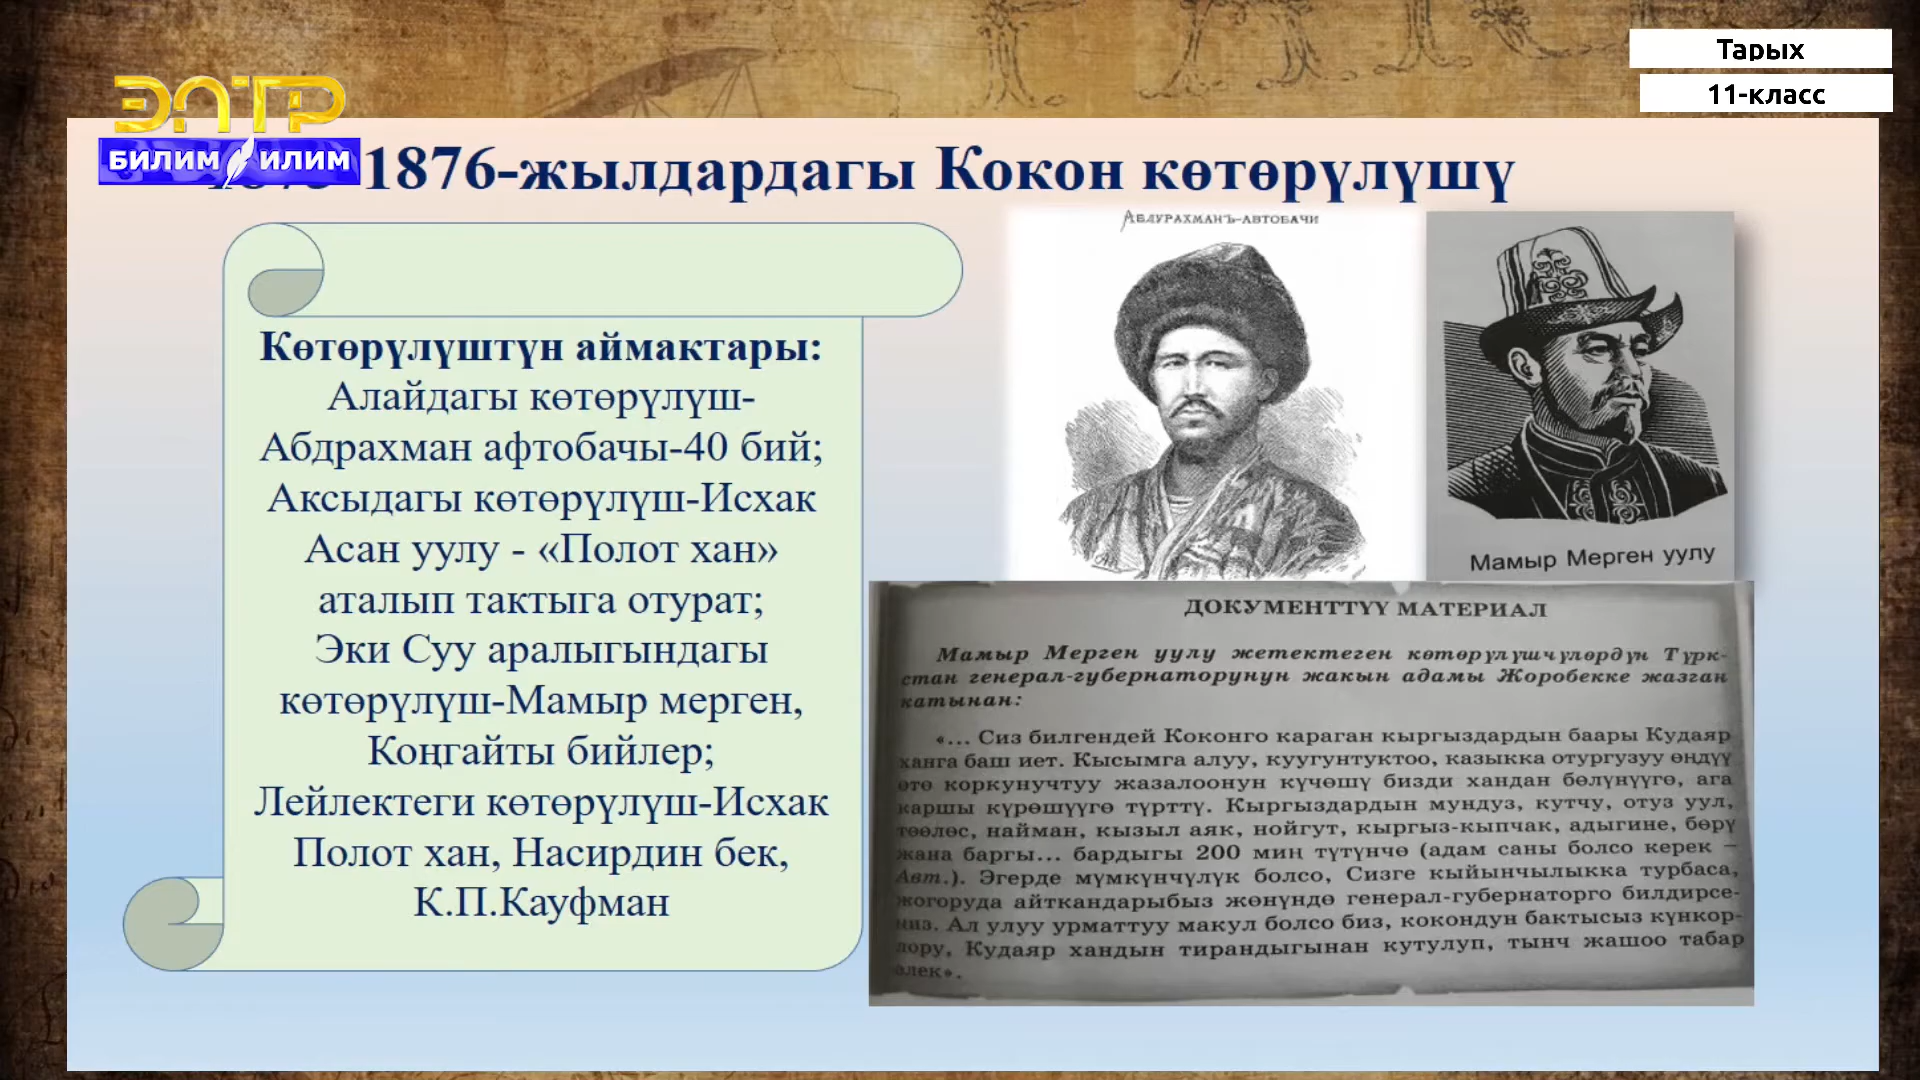 Тарых
11-класс
ЭЛТР
БИЛИМ ИЛИМ
1876-жылдардагы Кокон көтөрүлүшү
Көтөрүлүштүн аймактары:
Алайдагы көтөрүлүш-
Абдрахман афтобачы-40 бий;
Аксыдагы көтөрүлүш-Исхак
Асан уулу - «Полот хан»
аталып тактыга отурат;
Эки Суу аралыгындагы
көтөрүлүш-Мамыр мерген,
Коңгайты бийлер;
Лейлектеги көтөрүлүш-Исхак
Полот хан, Насирдин бек,
К.П.Кауфман
АБДУРАХМАНЪ-АВТОБАЧИ
Мамыр Мерген уулу
ДОКУМЕНТТҮҮ МАТЕРИАЛ
Мамыр Мерген уулу жетектеген көтөрүлүшчүлөрдүн Түрк-
стан генерал-губернаторунун жакын адамы Жоробекке жазган
катынан:
«... Сиз билгендей Коконго караган кыргыздардын баары Кудаяр
ханга баш иет. Кысымга алуу, куугунтуктоо, казыкка отургузуу өңдүү
өтө коркунучтуу жазалоонун күчөшү бизди хандан бөлүнүүгө, ага
каршы күрөшүүгө түрттү. Кыргыздардын мундуз, кутчу, отуз уул,
төөлөс, найман, кызыл аяк, нойгут, кыргыз-кыпчак, адыгине, бөрү
жана баргы... бардыгы 200 миң түтүнчө (адам саны болсо керек –
Авт.). Эгерде мүмкүнчүлүк болсо, Сизге кыйынчылыкка турбаса,
жогоруда айткандарыбыз жөнүндө генерал-губернаторго билдирсе-
ңиз. Ал улуу урматтуу макул болсо биз, кокондун бактысыз күнкор-
лору, Кудаяр хандын тирандыгынан кутулуп, тынч жашоо табар
элек».